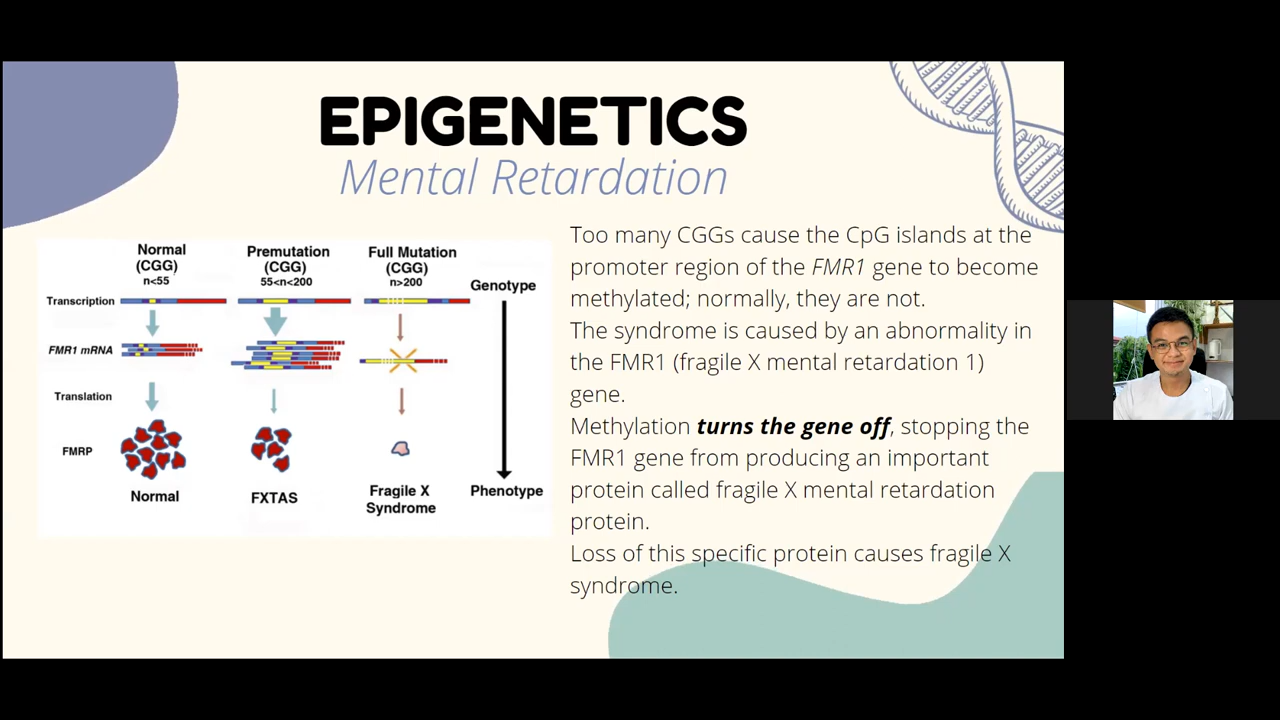 EPIGENETICS
Mental Retardation
Normal
(CGG)
n<55
Premutation
(CGG)
55<n<200
Full Mutation
(CGG)
n>200
Genotype
Transcription
FMR1 mRNA
Translation
FMRP
Normal
FXTAS
Fragile X
Syndrome
Phenotype
Too many CGGs cause the CpG islands at the
promoter region of the FMR1 gene to become
methylated; normally, they are not.
The syndrome is caused by an abnormality in
the FMR1 (fragile X mental retardation 1)
gene.
Methylation turns the gene off, stopping the
FMR1 gene from producing an important
protein called fragile X mental retardation
protein.
Loss of this specific protein causes fragile X
syndrome.